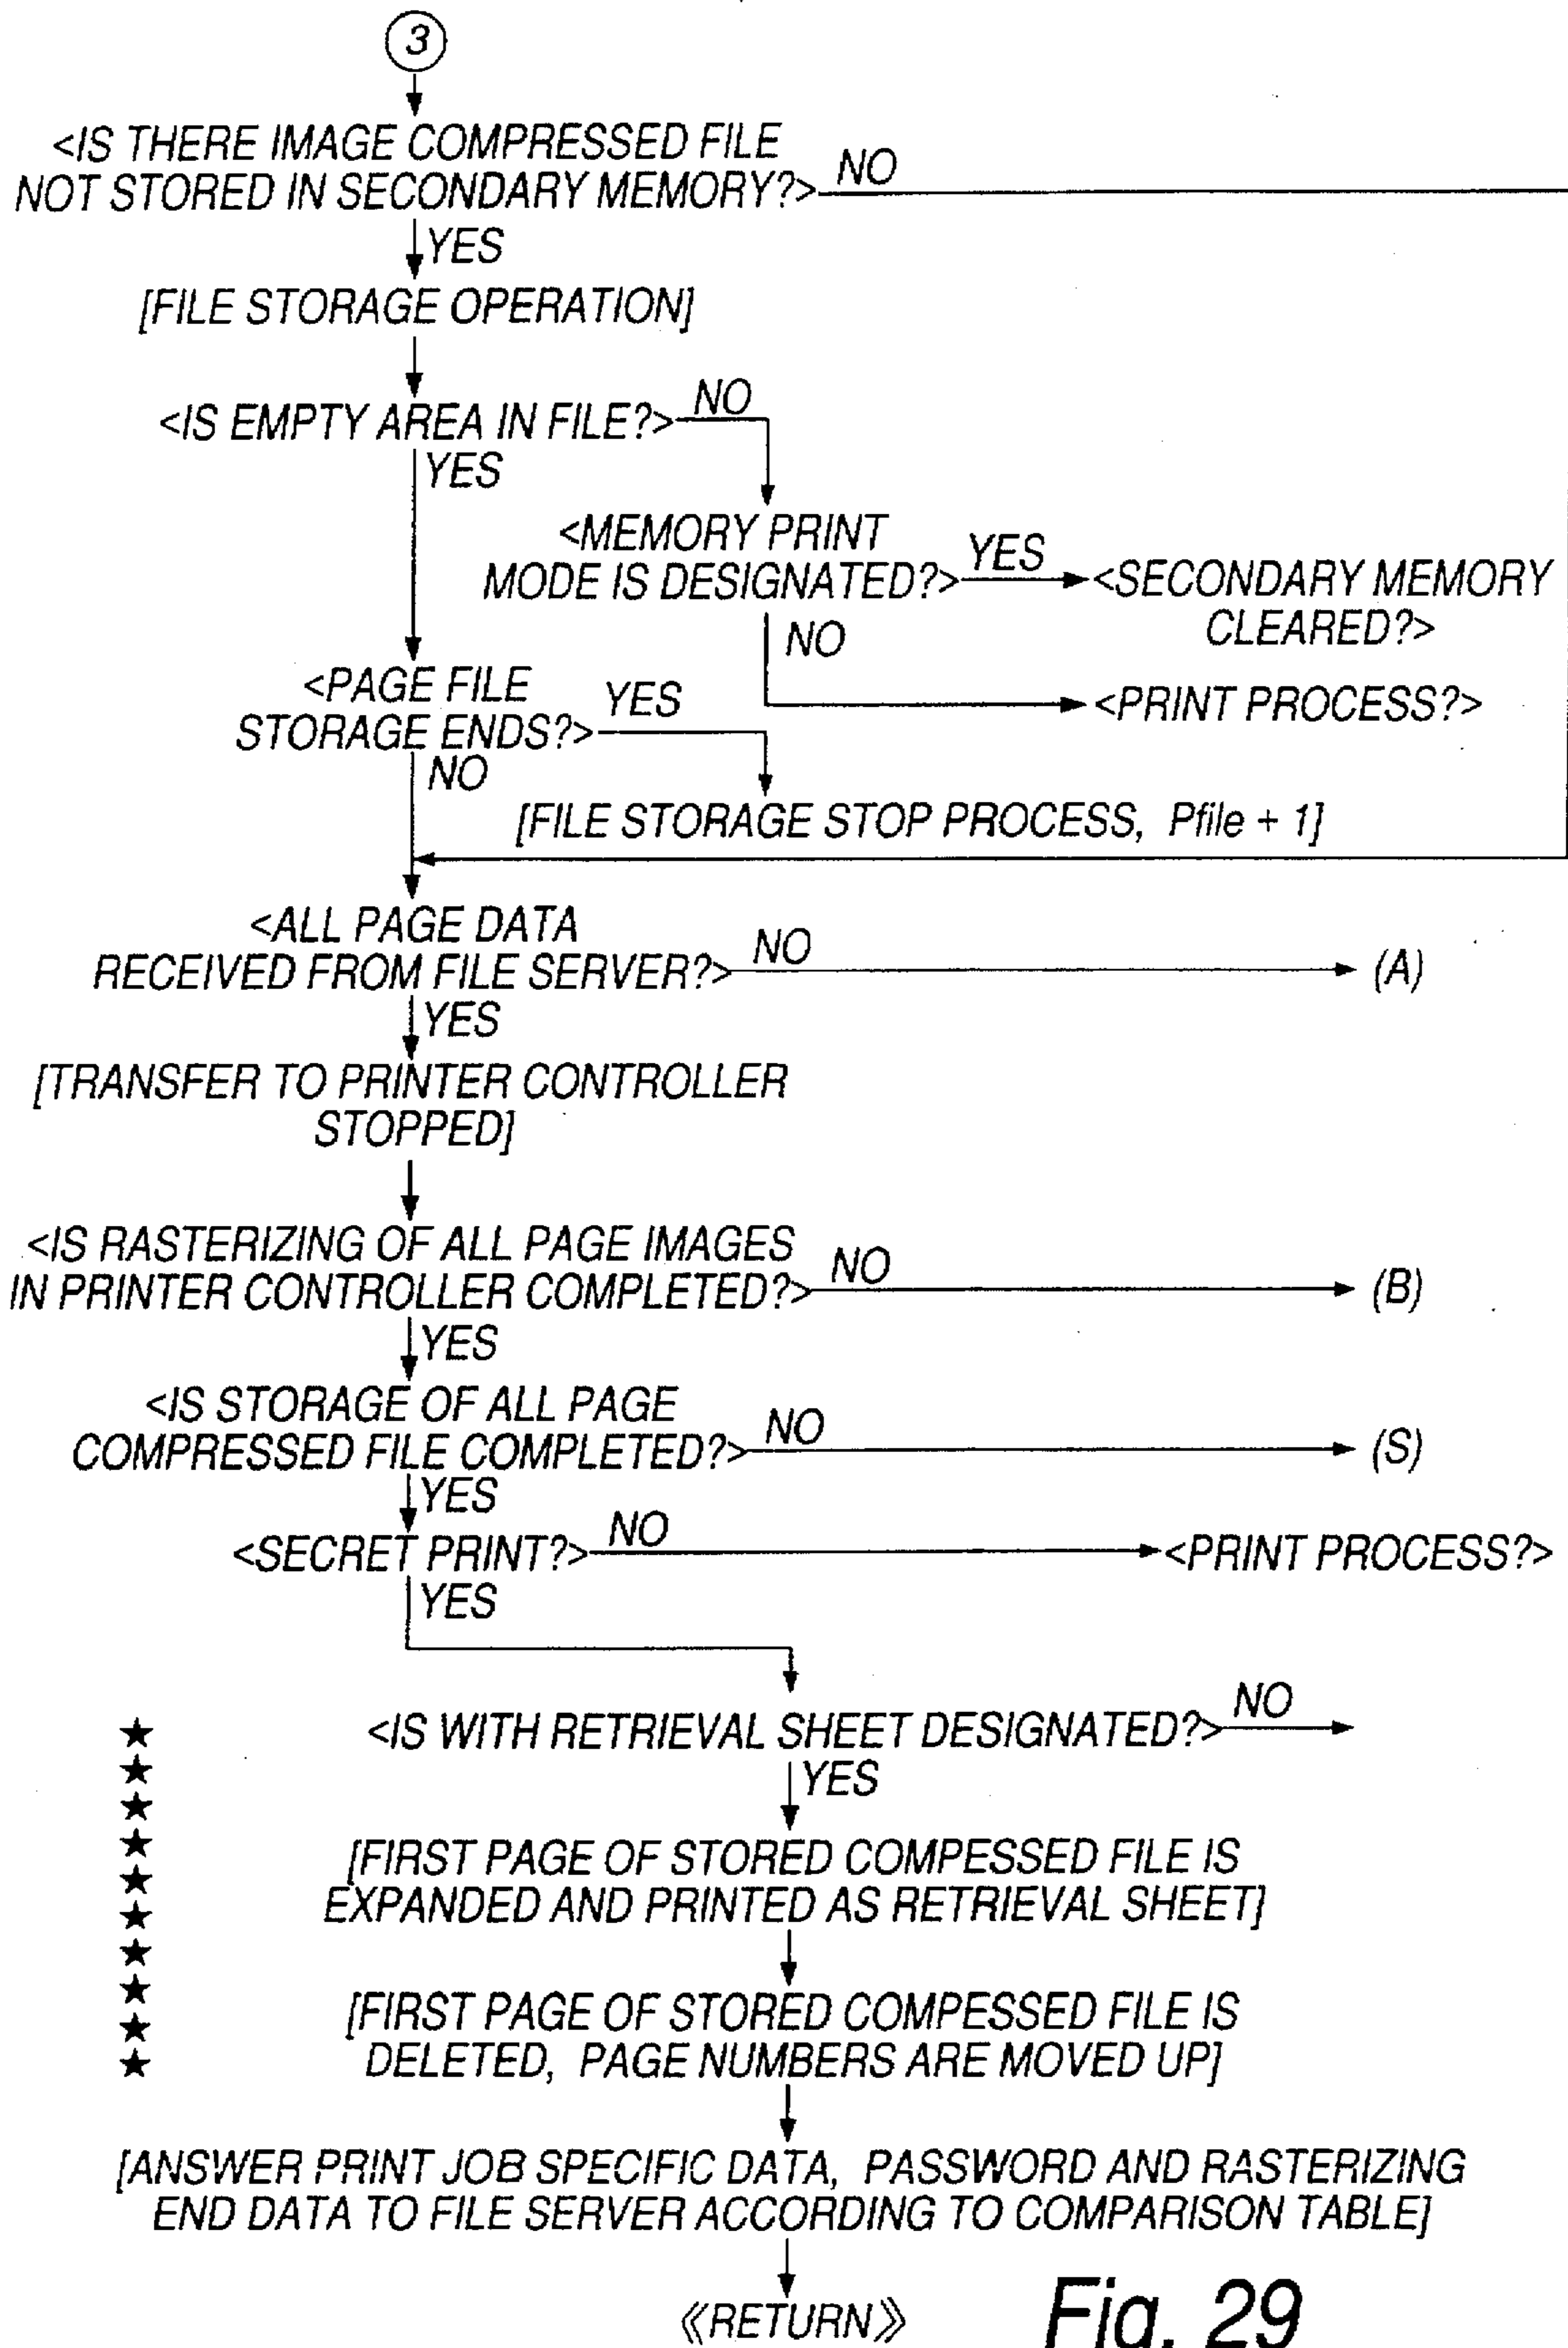 3
<IS THERE IMAGE COMPRESSED FILE
NOT STORED IN SECONDARY MEMORY?> NO
YES
[FILE STORAGE OPERATION]
<IS EMPTY AREA IN FILE?> NO
YES
<MEMORY PRINT
MODE IS DESIGNATED?> YES <SECONDARY MEMORY
CLEARED?>
NO
<PRINT PROCESS?>
<PAGE FILE
STORAGE ENDS?> YES
NO
[FILE STORAGE STOP PROCESS, Pfile + 1]
<ALL PAGE DATA
RECEIVED FROM FILE SERVER?> NO (A)
YES
[TRANSFER TO PRINTER CONTROLLER
STOPPED]
<IS RASTERIZING OF ALL PAGE IMAGES
IN PRINTER CONTROLLER COMPLETED?> NO (B)
YES
<IS STORAGE OF ALL PAGE
COMPRESSED FILE COMPLETED?> NO (S)
YES
<SECRET PRINT?> NO <PRINT PROCESS?>
YES
<IS WITH RETRIEVAL SHEET DESIGNATED?> NO
YES
[FIRST PAGE OF STORED COMPESSED FILE IS
EXPANDED AND PRINTED AS RETRIEVAL SHEET]
[FIRST PAGE OF STORED COMPESSED FILE IS
DELETED, PAGE NUMBERS ARE MOVED UP]
[ANSWER PRINT JOB SPECIFIC DATA, PASSWORD AND RASTERIZING
END DATA TO FILE SERVER ACCORDING TO COMPARISON TABLE]
《RETURN》
Fig. 29